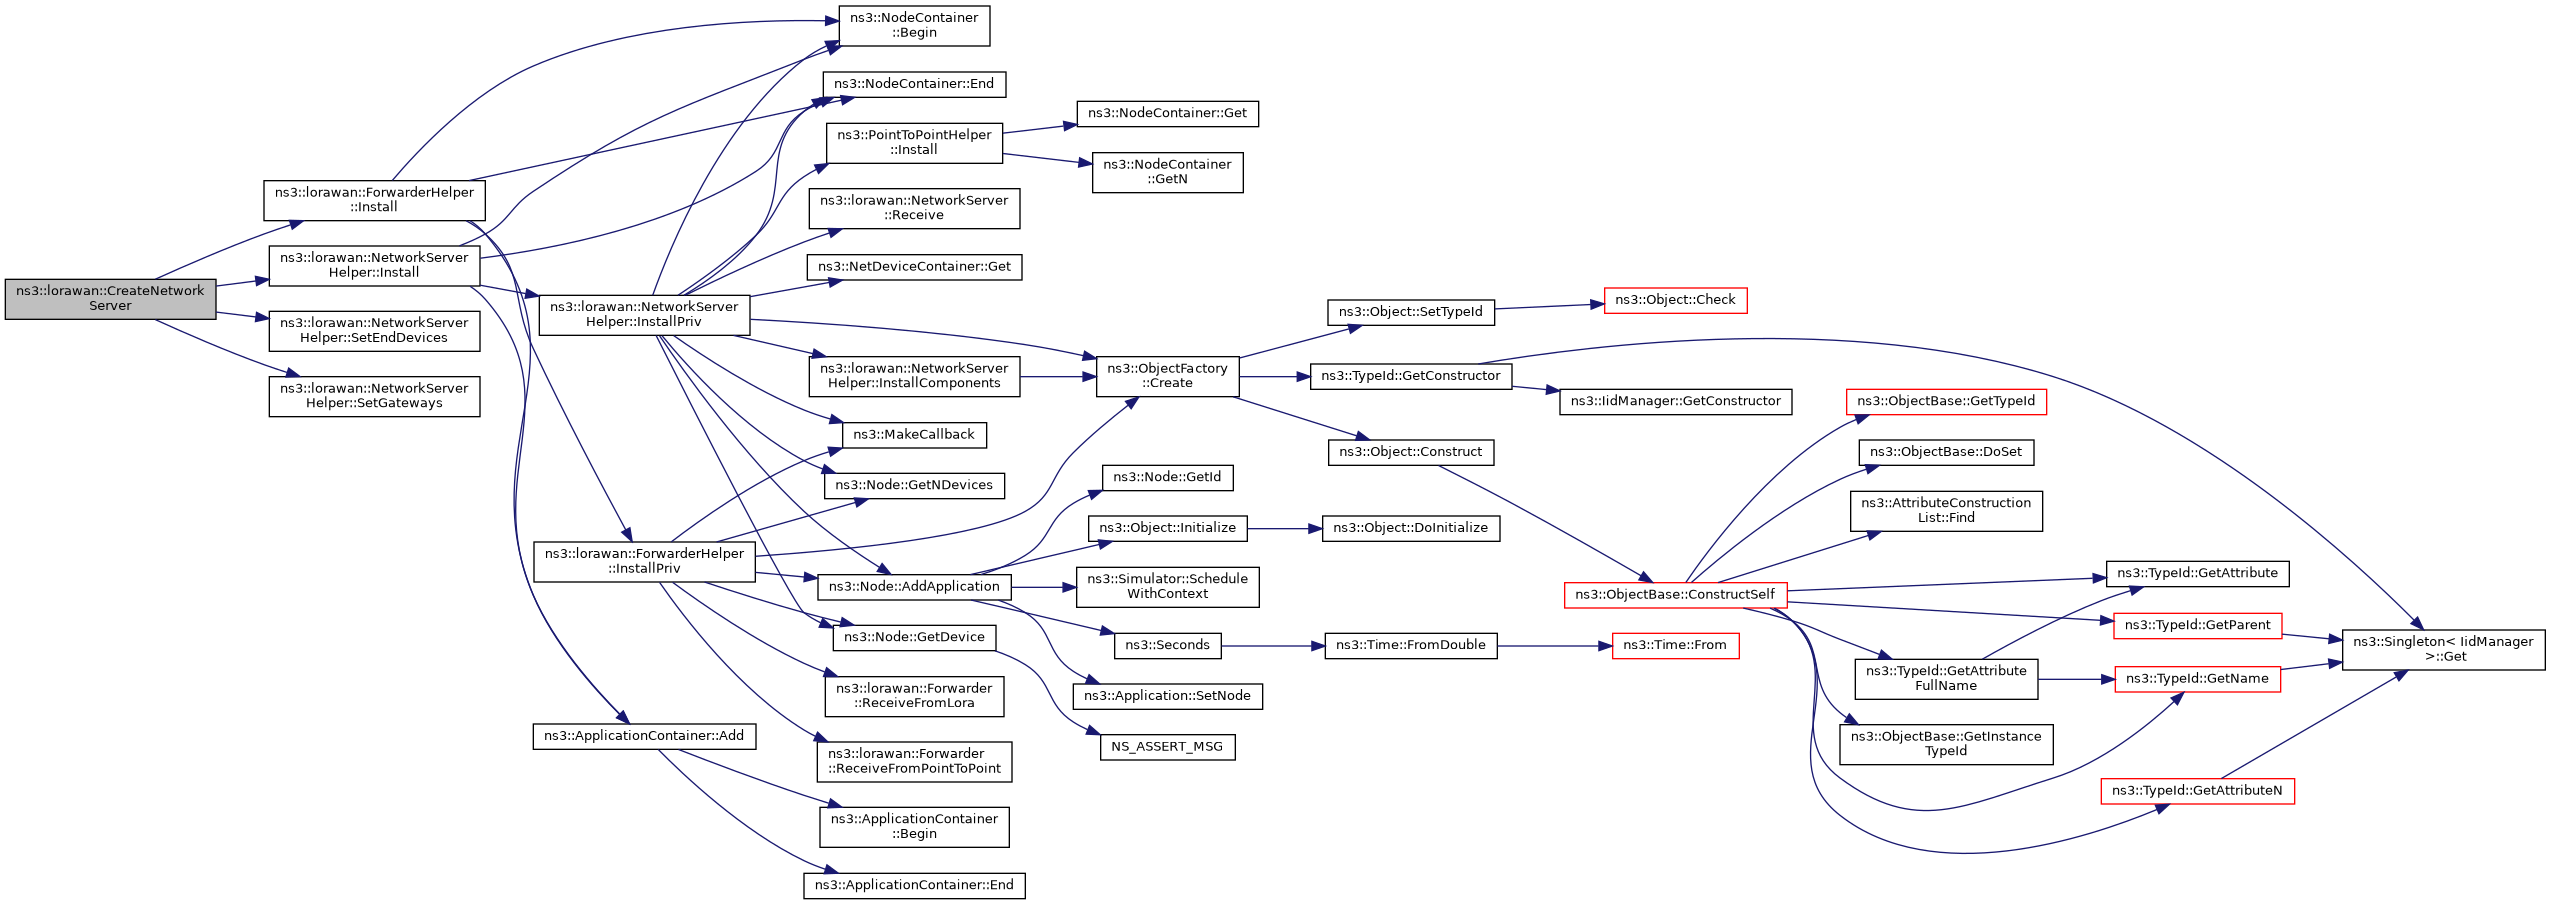 ns3::lorawan::CreateNetwork
Server
ns3::lorawan::ForwarderHelper
::Install
ns3::lorawan::NetworkServer
Helper::Install
ns3::lorawan::NetworkServer
Helper::SetEndDevices
ns3::lorawan::NetworkServer
Helper::SetGateways
ns3::lorawan::NetworkServer
Helper::InstallPriv
ns3::lorawan::ForwarderHelper
::InstallPriv
ns3::ApplicationContainer::Add
ns3::NodeContainer
::Begin
ns3::NodeContainer::End
ns3::PointToPointHelper
::Install
ns3::lorawan::NetworkServer
::Receive
ns3::NetDeviceContainer::Get
ns3::lorawan::NetworkServer
Helper::InstallComponents
ns3::MakeCallback
ns3::Node::GetNDevices
ns3::Node::AddApplication
ns3::Node::GetDevice
ns3::lorawan::Forwarder
::ReceiveFromLora
ns3::lorawan::Forwarder
::ReceiveFromPointToPoint
ns3::ApplicationContainer
::Begin
ns3::ApplicationContainer::End
ns3::NodeContainer::Get
ns3::NodeContainer
::GetN
ns3::ObjectFactory
::Create
ns3::Node::GetId
ns3::Object::Initialize
ns3::Simulator::Schedule
WithContext
ns3::Seconds
ns3::Application::SetNode
NS_ASSERT_MSG
ns3::Object::SetTypeId
ns3::TypeId::GetConstructor
ns3::Object::Construct
ns3::Object::DoInitialize
ns3::Time::FromDouble
ns3::Object::Check
ns3::IidManager::GetConstructor
ns3::ObjectBase::ConstructSelf
ns3::Time::From
ns3::ObjectBase::GetTypeId
ns3::ObjectBase::DoSet
ns3::AttributeConstruction
List::Find
ns3::TypeId::GetAttribute
FullName
ns3::ObjectBase::GetInstance
TypeId
ns3::TypeId::GetAttribute
ns3::TypeId::GetParent
ns3::TypeId::GetName
ns3::TypeId::GetAttributeN
ns3::Singleton< IidManager
>::Get